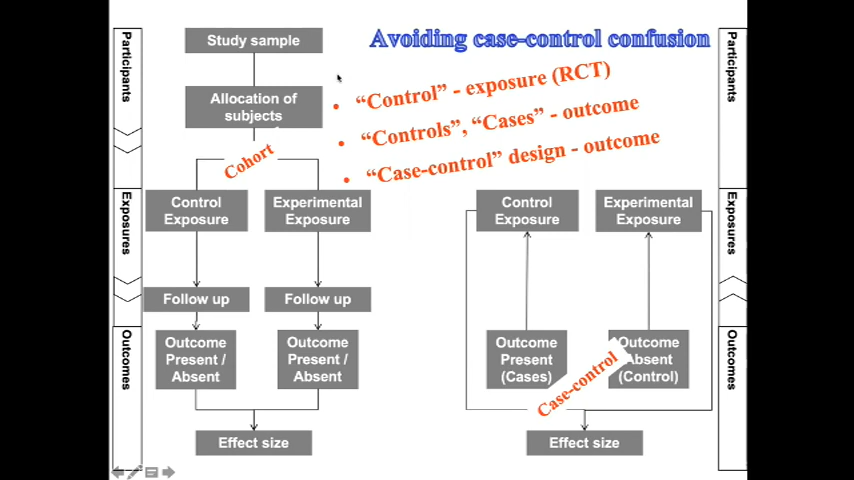 Avoiding case-control confusion
• “Control” - exposure (RCT)
• “Controls”, “Cases” - outcome
• “Case-control” design - outcome
Participants
Exposures
Outcomes
Study sample
Allocation of
subjects
Cohort
Control
Exposure
Experimental
Exposure
Follow up
Follow up
Outcome
Present /
Absent
Outcome
Present /
Absent
Effect size
Control
Exposure
Experimental
Exposure
Outcome
Present
(Cases)
Outcome
Absent
(Control)
Case-control
Effect size
Participants
Exposures
Outcomes